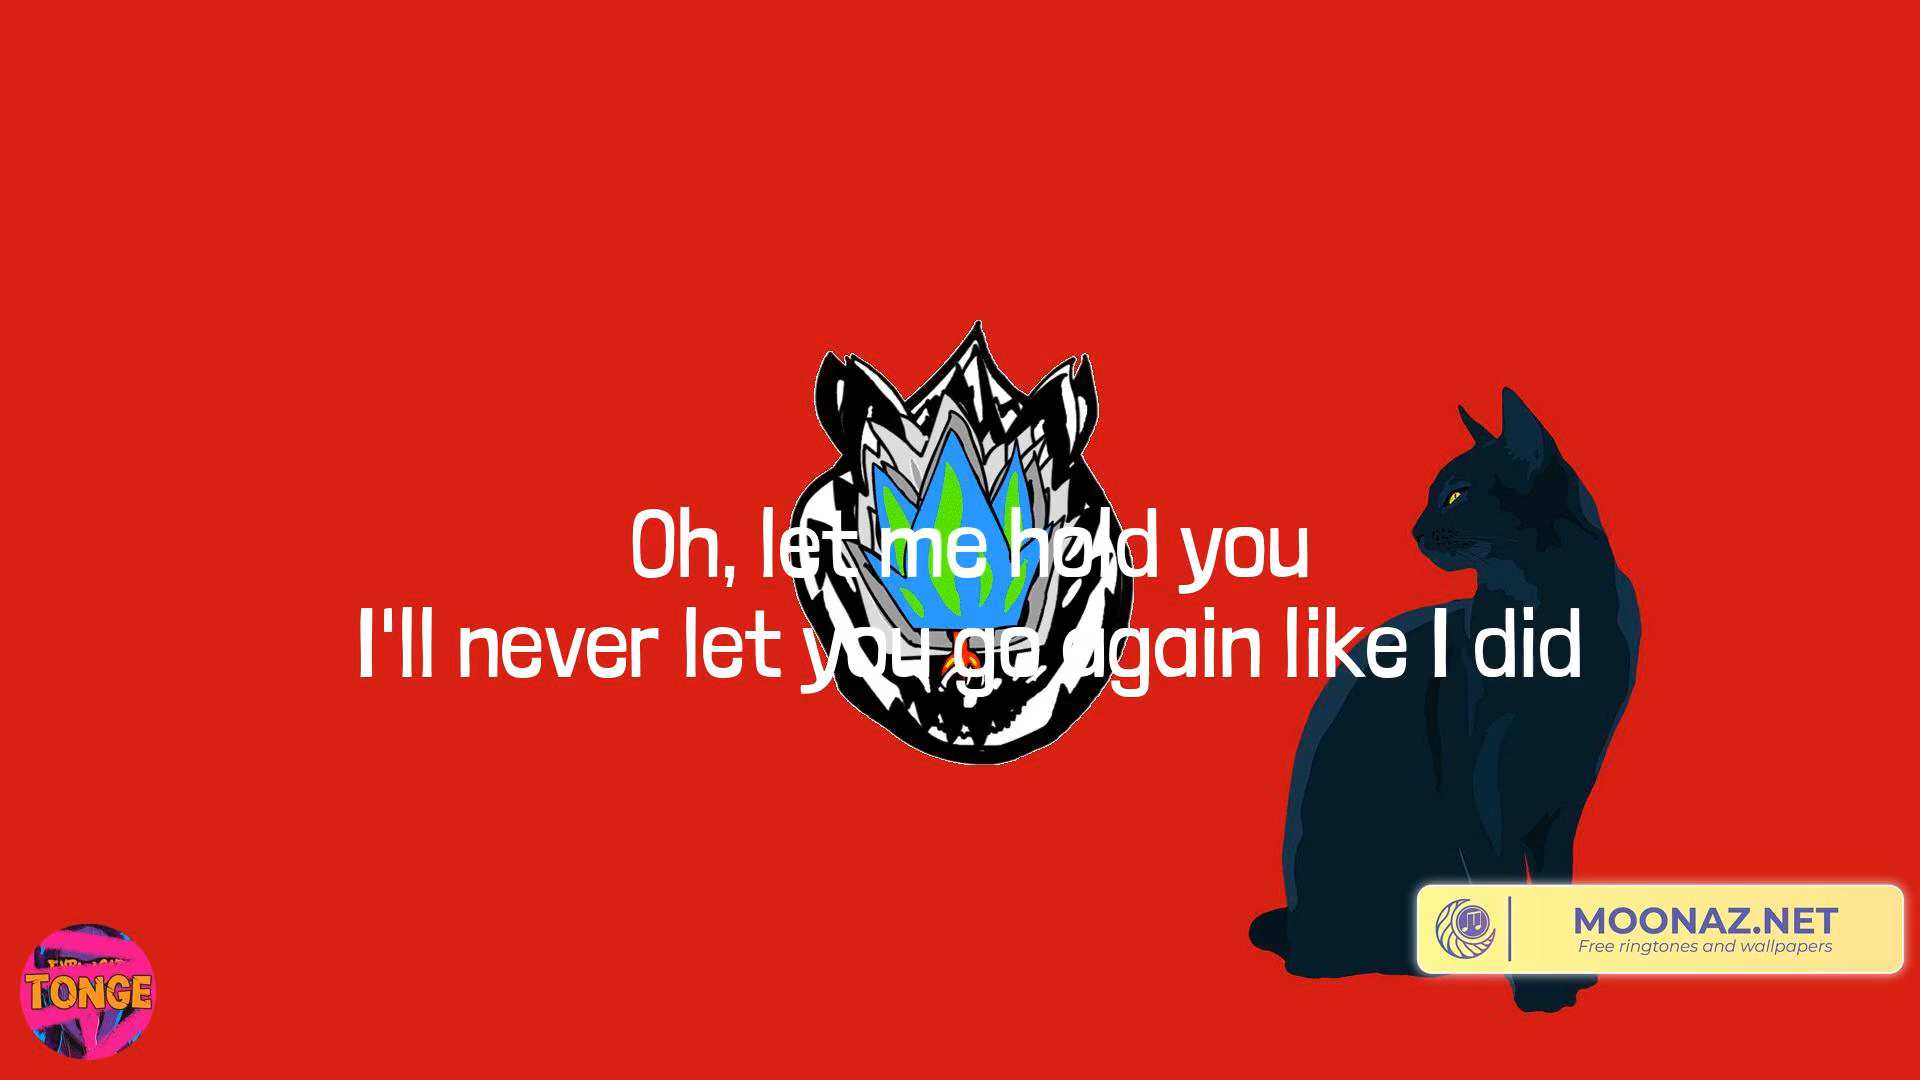 Oh, let me hold you
I'll never let you go again like I did
MOONAZ.NET
Free ringtones and wallpapers
TONGE